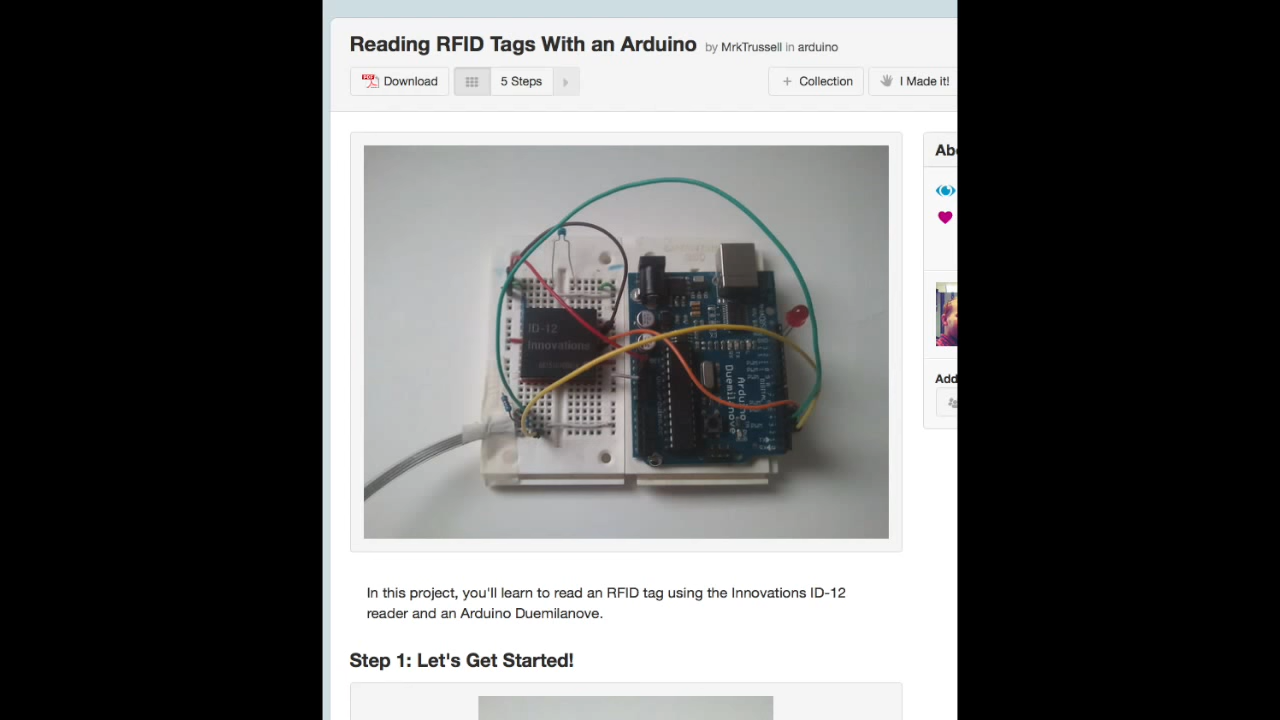 Reading RFID Tags With an Arduino by MrkTrussell in arduino
Download 5 Steps + Collection I Made it!
Abo
ID-12
Innovations
Arduino
Duemilanove
In this project, you'll learn to read an RFID tag using the Innovations ID-12
reader and an Arduino Duemilanove.
Add
Step 1: Let's Get Started!